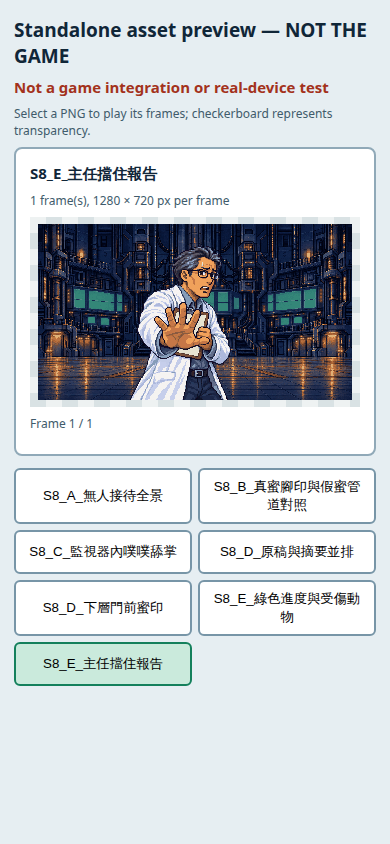 Standalone asset preview — NOT THE
GAME
Not a game integration or real-device test
Select a PNG to play its frames; checkerboard represents
transparency.
S8_E_主任擋住報告
1 frame(s), 1280 × 720 px per frame
Frame 1 / 1
S8_A_無人接待全景
S8_B_真蜜腳印與假蜜管
道對照
S8_C_監視器內噗噗舔掌
S8_D_原稿與摘要並排
S8_D_下層門前蜜印
S8_E_綠色進度與受傷動
物
S8_E_主任擋住報告